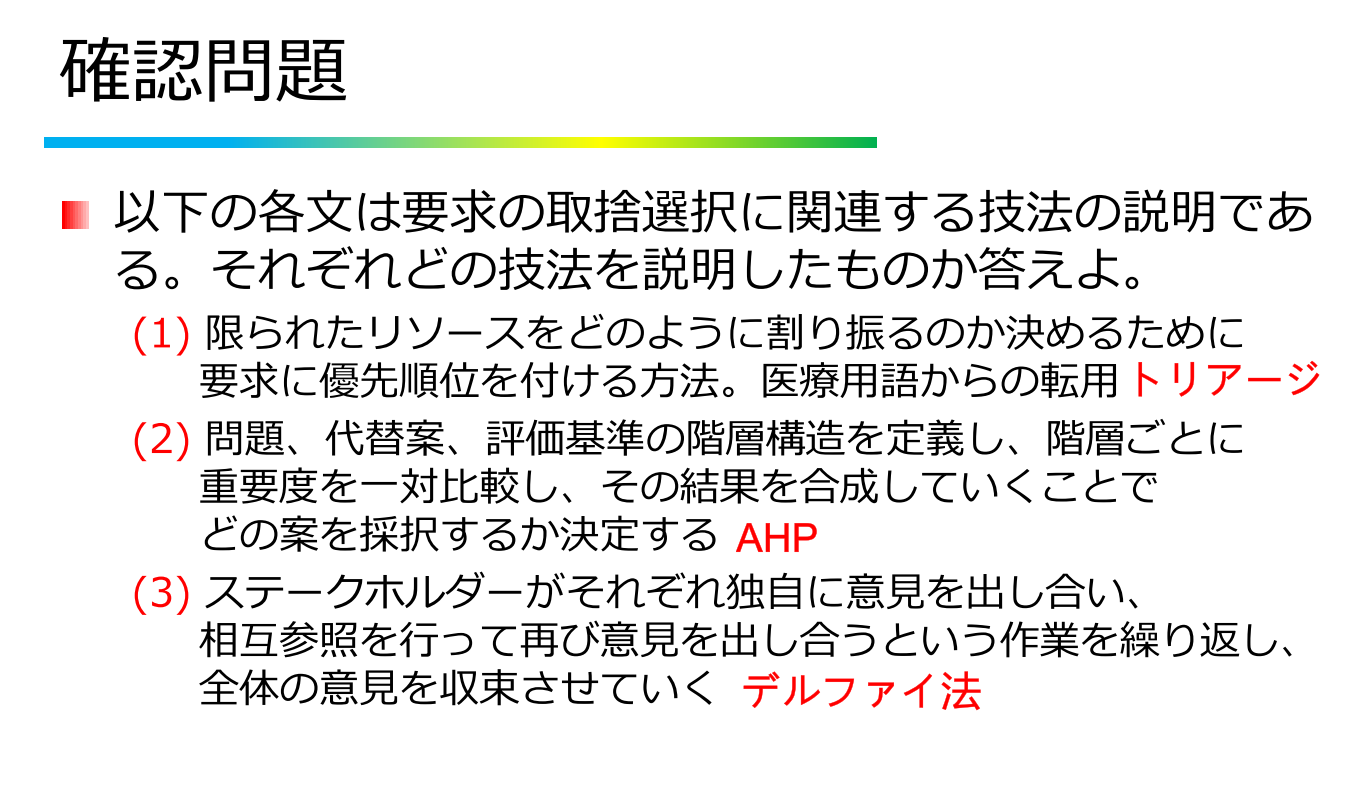 確認問題
以下の各文は要求の取捨選択に関連する技法の説明であ
る。それぞれどの技法を説明したものか答えよ。
(1) 限られたリソースをどのように割り振るのか決めるために
要求に優先順位を付ける方法。医療用語からの転用 トリアージ
(2) 問題、代替案、評価基準の階層構造を定義し、階層ごとに
重要度を一対比較し、その結果を合成していくことで
どの案を採択するか決定する AHP
(3) ステークホルダーがそれぞれ独自に意見を出し合い、
相互参照を行って再び意見を出し合うという作業を繰り返し、
全体の意見を収束させていく デルファイ法